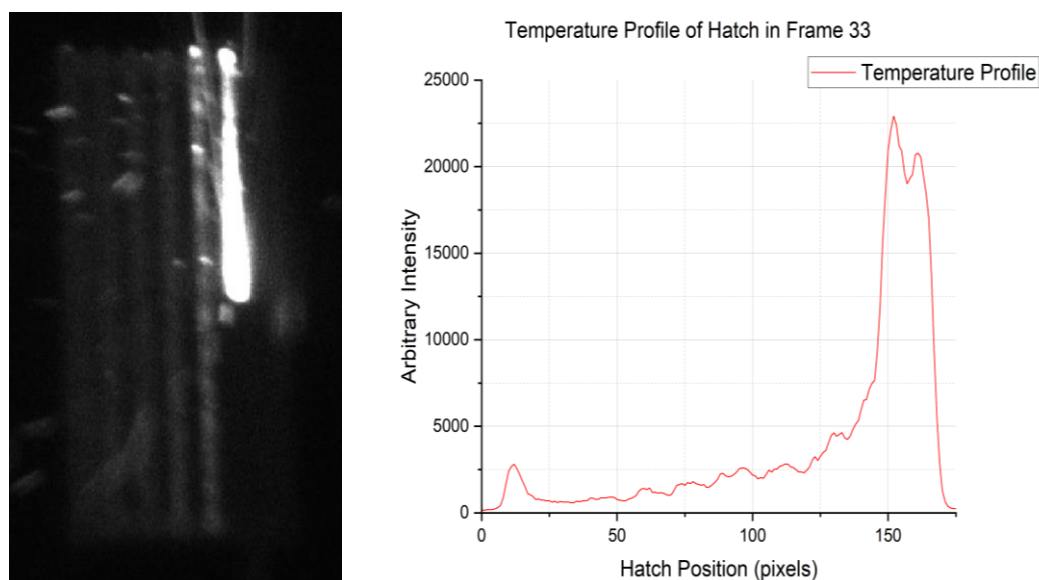 Temperature Profile of Hatch in Frame 33
Temperature Profile
25000
20000
15000
10000
5000
0
Arbitrary Intensity
0 50 100 150
Hatch Position (pixels)